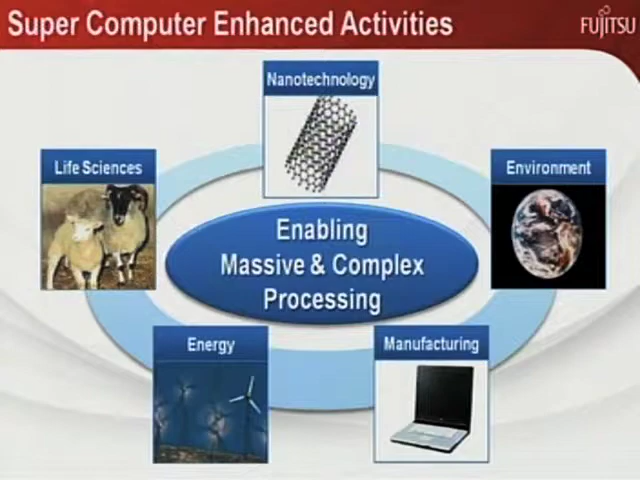 Super Computer Enhanced Activities
FUJITSU
Nanotechnology
Life Sciences
Environment
Enabling
Massive & Complex
Processing
Energy
Manufacturing